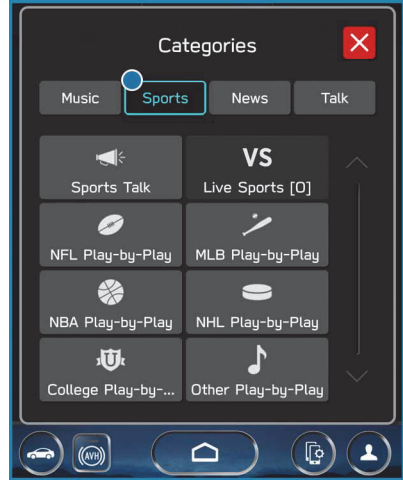 Categories
Music Sports News Talk
VS
Sports Talk Live Sports [0]
NFL Play-by-Play MLB Play-by-Play
NBA Play-by-Play NHL Play-by-Play
U
College Play-by-... Other Play-by-Play
(AVH)